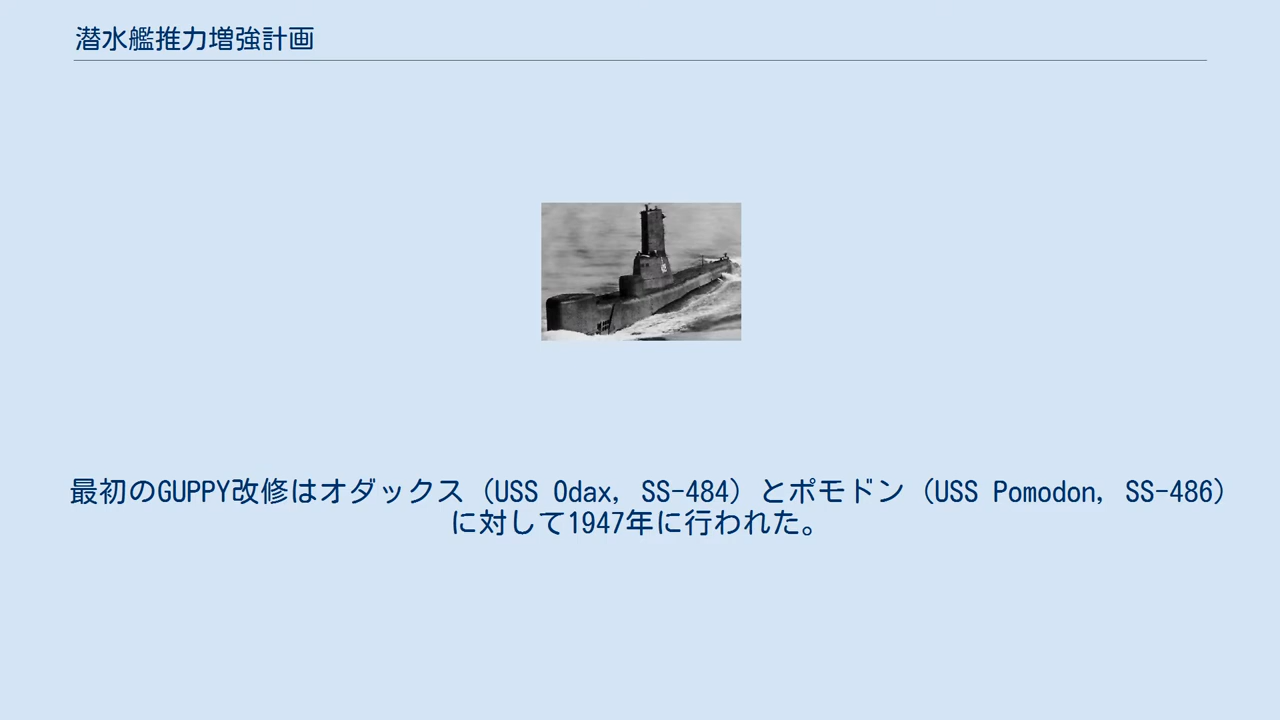 潜水艦推力増強計画
最初のGUPPY改修はオダックス（USS Odax, SS-484）とポモドン（USS Pomodon, SS-486）
に対して1947年に行われた。